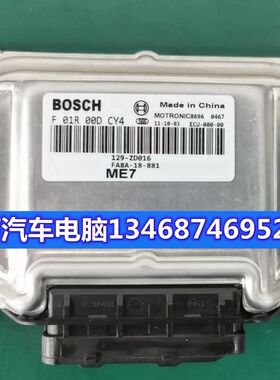 BOSCH
Made in China
F 01R 00D CY4
MOTRONIC8696 0467
11-10-03 ECU-000-00
129-ZD016
FA8A-18-881
ME7
汽车电脑13468746952